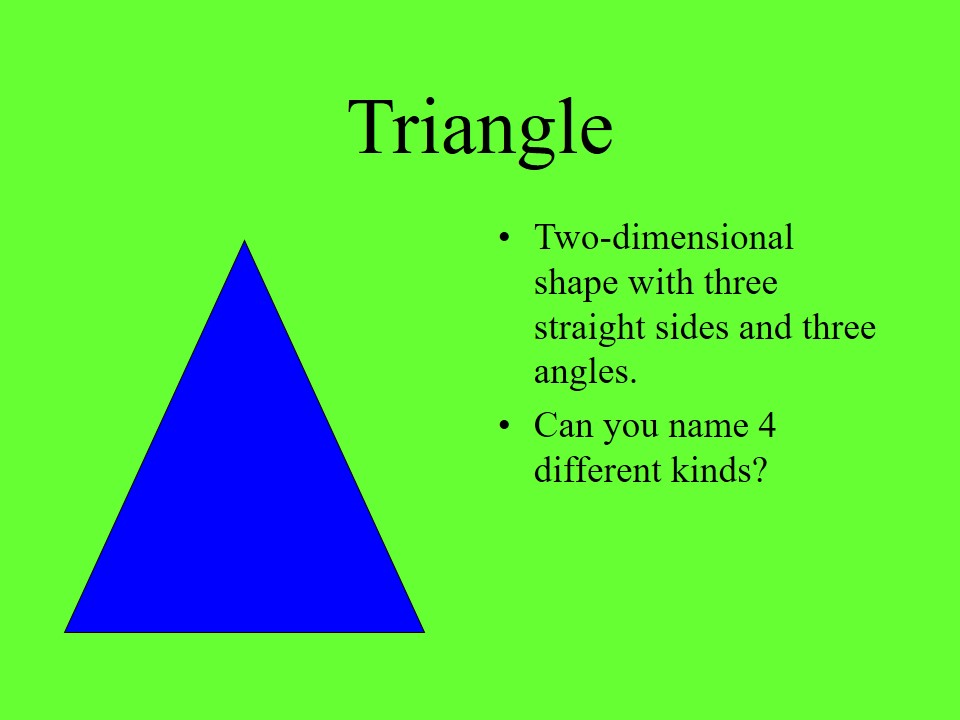 Triangle
• Two-dimensional
shape with three
straight sides and three
angles.
• Can you name 4
different kinds?